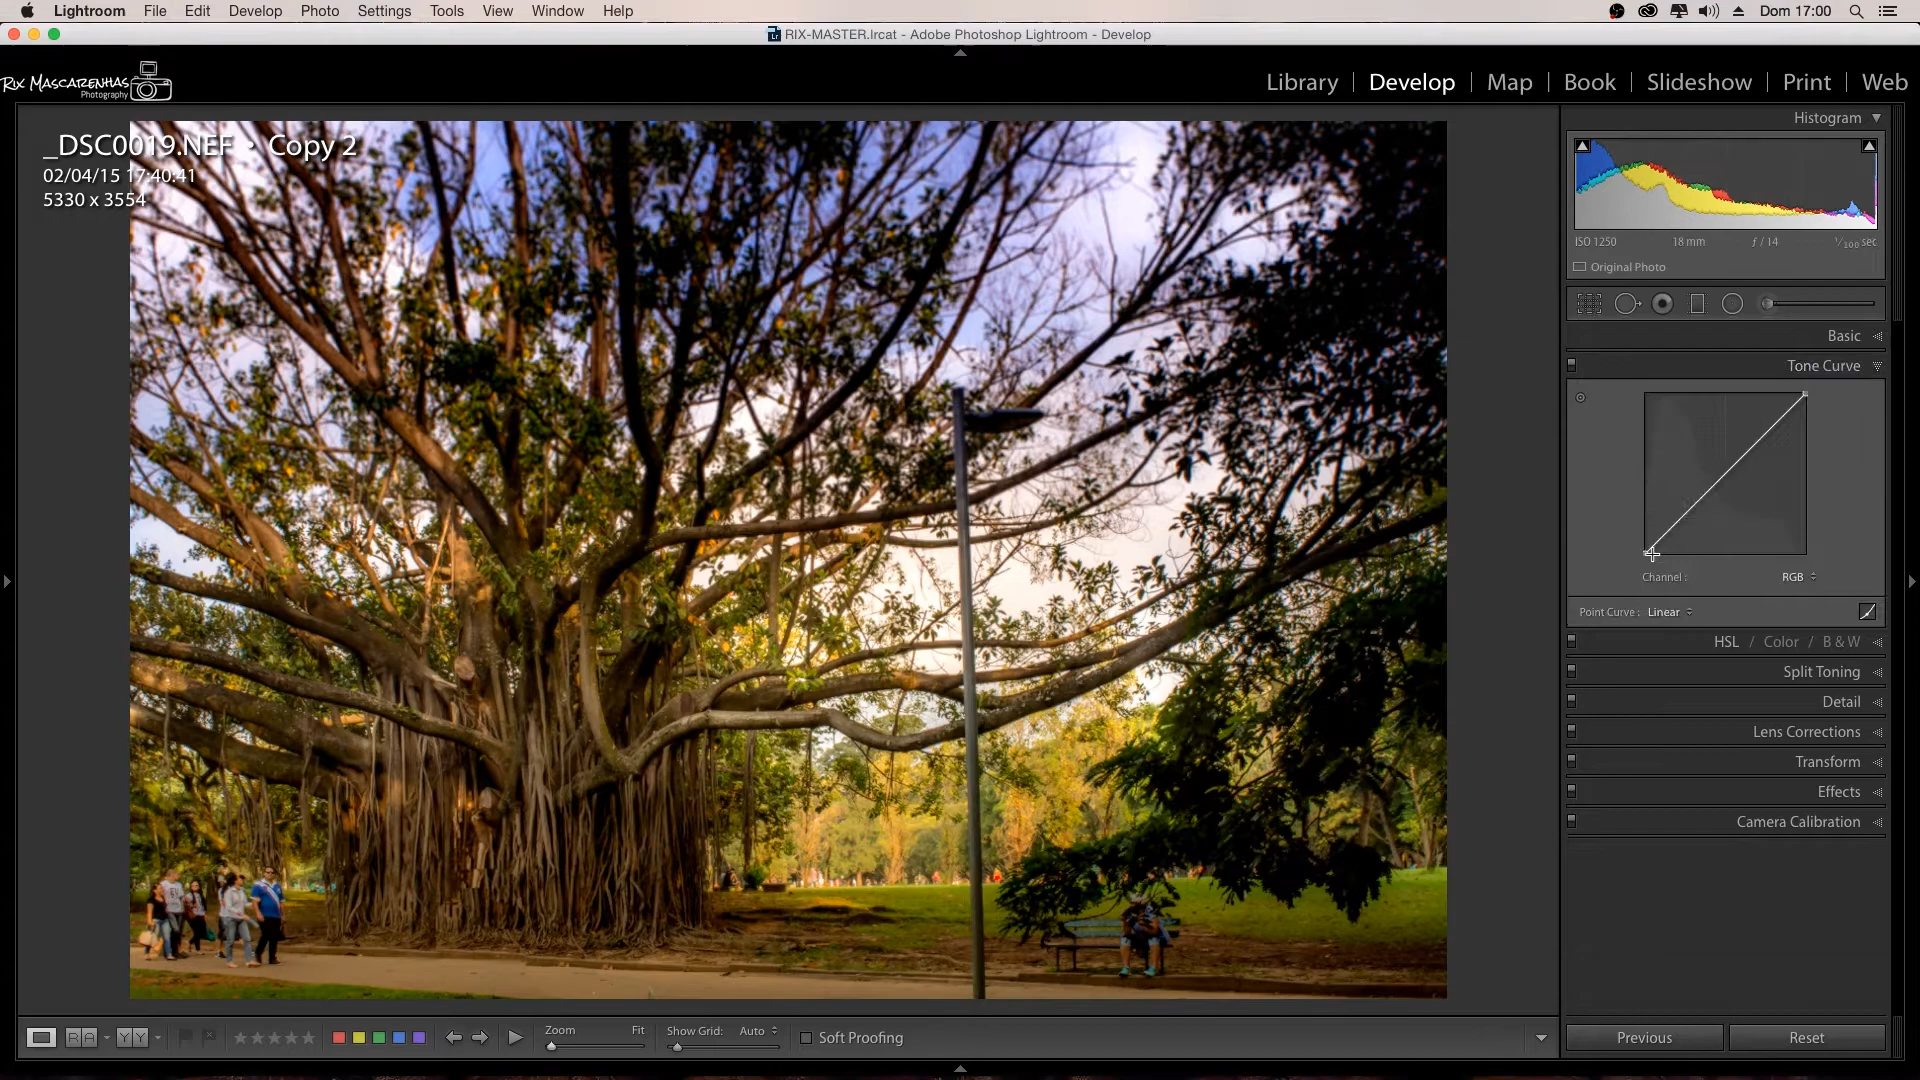 Lightroom File Edit Develop Photo Settings Tools View Window Help Dom 17:00
RIX-MASTER.lrcat - Adobe Photoshop Lightroom - Develop
Rix Mascarenhas
Photography
Library | Develop | Map | Book | Slideshow | Print | Web
Histogram
_DSC0019.NEF • Copy 2
02/04/15 17:40:41
5330 x 3554
ISO 1250 18 mm ƒ / 14 1/100 sec
Original Photo
Basic
Tone Curve
Channel : RGB
Point Curve : Linear
HSL / Color / B & W
Split Toning
Detail
Lens Corrections
Transform
Effects
Camera Calibration
R A Y Y Zoom Fit Show Grid: Auto Soft Proofing
Previous Reset